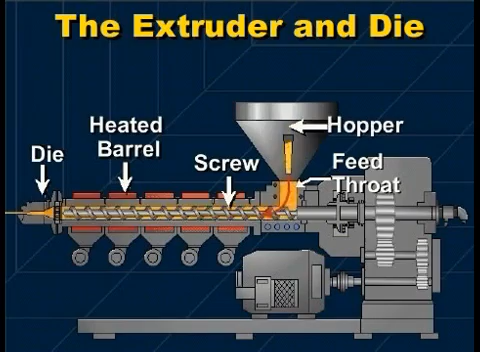 The Extruder and Die
Hopper
Heated
Barrel
Die
Screw
Feed
Throat